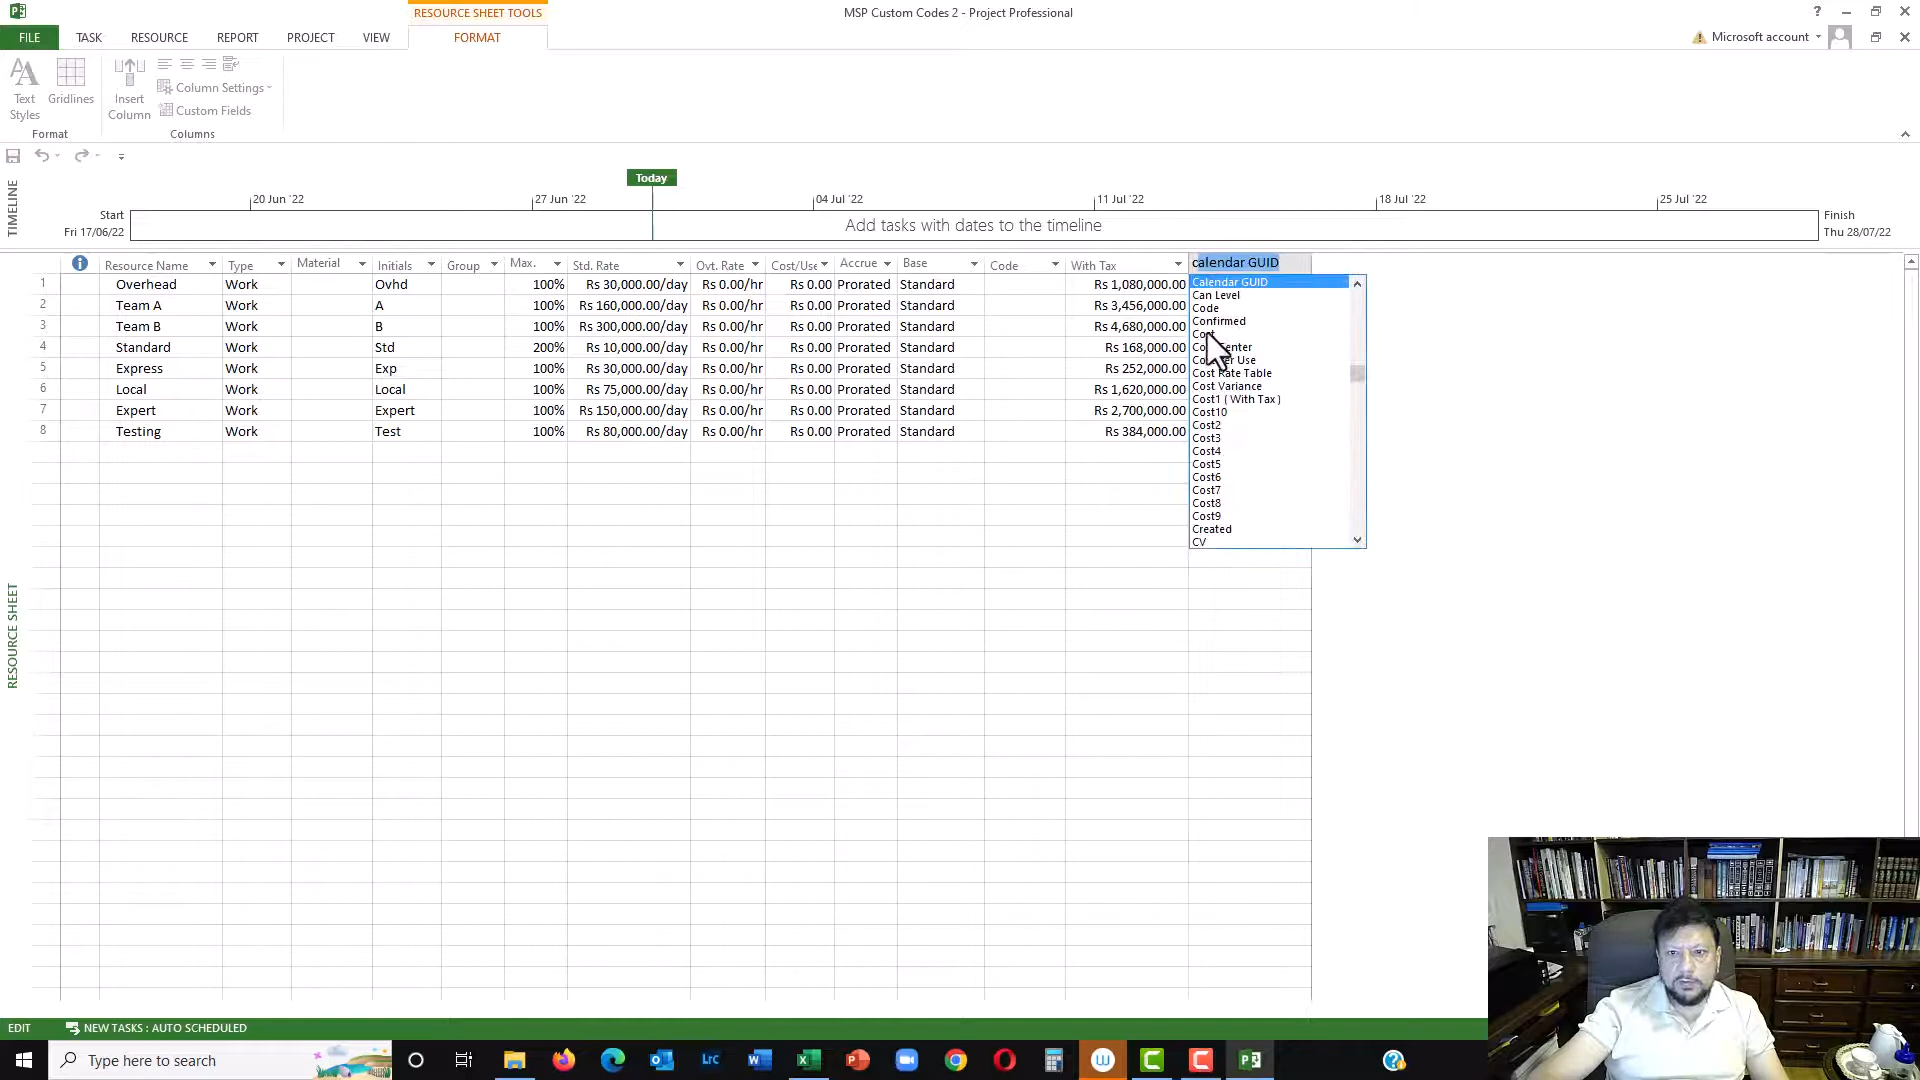 RESOURCE SHEET TOOLS
MSP Custom Codes 2 - Project Professional
?
FILE TASK RESOURCE REPORT PROJECT VIEW FORMAT
Microsoft account
Text Styles
Gridlines
Format
Insert Column
Column Settings
Custom Fields
Columns
TIMELINE
Today
20 Jun '22 27 Jun '22 04 Jul '22 11 Jul '22 18 Jul '22 25 Jul '22
Start
Fri 17/06/22
Add tasks with dates to the timeline
Finish
Thu 28/07/22
RESOURCE SHEET
Resource Name Type Material Initials Group Max. Std. Rate Ovt. Rate Cost/Use Accrue Base Code With Tax calendar GUID
1 Overhead Work Ovhd 100% Rs 30,000.00/day Rs 0.00/hr Rs 0.00 Prorated Standard Rs 1,080,000.00
2 Team A Work A 100% Rs 160,000.00/day Rs 0.00/hr Rs 0.00 Prorated Standard Rs 3,456,000.00
3 Team B Work B 100% Rs 300,000.00/day Rs 0.00/hr Rs 0.00 Prorated Standard Rs 4,680,000.00
4 Standard Work Std 200% Rs 10,000.00/day Rs 0.00/hr Rs 0.00 Prorated Standard Rs 168,000.00
5 Express Work Exp 100% Rs 30,000.00/day Rs 0.00/hr Rs 0.00 Prorated Standard Rs 252,000.00
6 Local Work Local 100% Rs 75,000.00/day Rs 0.00/hr Rs 0.00 Prorated Standard Rs 1,620,000.00
7 Expert Work Expert 100% Rs 150,000.00/day Rs 0.00/hr Rs 0.00 Prorated Standard Rs 2,700,000.00
8 Testing Work Test 100% Rs 80,000.00/day Rs 0.00/hr Rs 0.00 Prorated Standard Rs 384,000.00
Calendar GUID
Can Level
Code
Confirmed
Cost
Cost Center
Cost Per Use
Cost Rate Table
Cost Variance
Cost1 ( With Tax )
Cost10
Cost2
Cost3
Cost4
Cost5
Cost6
Cost7
Cost8
Cost9
Created
CV
EDIT NEW TASKS : AUTO SCHEDULED
Type here to search
Lrc